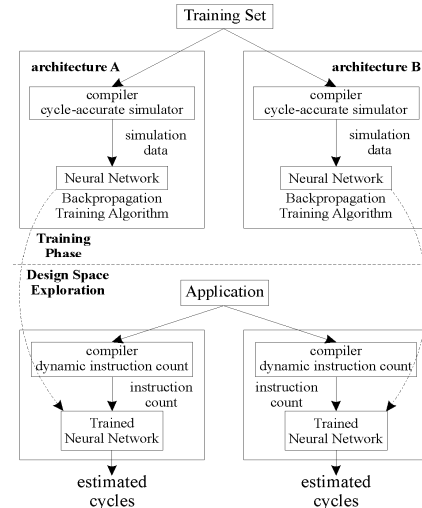 Training Set
architecture A
compiler
cycle-accurate simulator
simulation
data
Neural Network
Backpropagation
Training Algorithm
architecture B
compiler
cycle-accurate simulator
simulation
data
Neural Network
Backpropagation
Training Algorithm
Training
Phase
Design Space
Exploration
Application
compiler
dynamic instruction count
instruction
count
Trained
Neural Network
estimated
cycles
compiler
dynamic instruction count
instruction
count
Trained
Neural Network
estimated
cycles